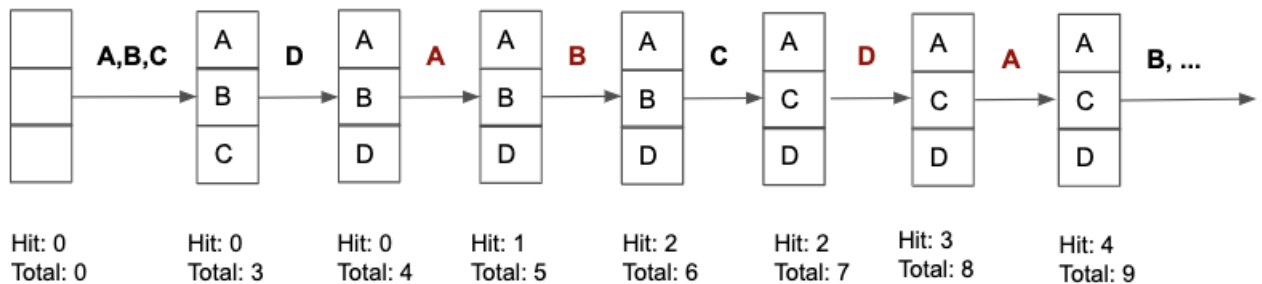 A,B,C
D
A
B
C
D
A
B, ...
A
B
C
A
B
D
A
B
D
A
B
D
A
C
D
A
C
D
A
C
D
Hit: 0
Total: 0
Hit: 0
Total: 3
Hit: 0
Total: 4
Hit: 1
Total: 5
Hit: 2
Total: 6
Hit: 2
Total: 7
Hit: 3
Total: 8
Hit: 4
Total: 9